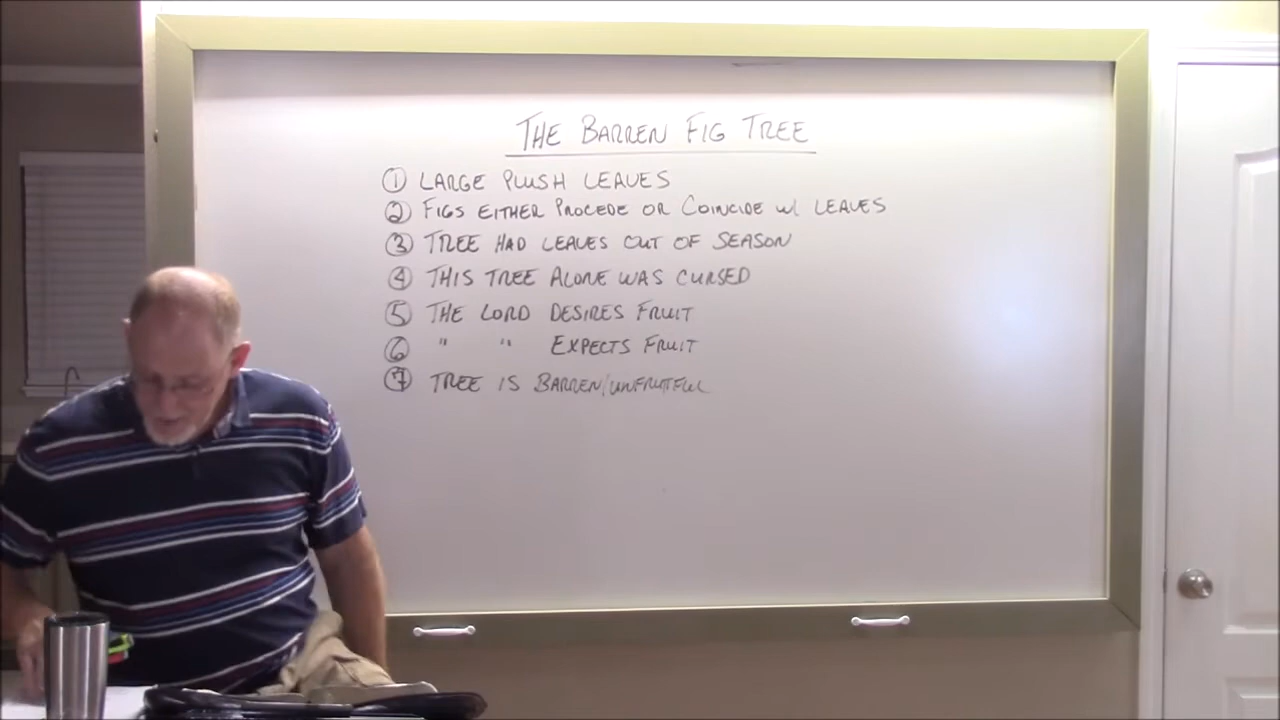 THE BARREN FIG TREE
① LARGE PLUSH LEAVES
② FIGS EITHER PROCEDE OR COINCIDE W/ LEAVES
③ TREE HAD LEAVES OUT OF SEASON
④ THIS TREE ALONE WAS CURSED
⑤ THE LORD DESIRES FRUIT
⑥ " " EXPECTS FRUIT
⑦ TREE IS BARREN/UNFRUTFUL